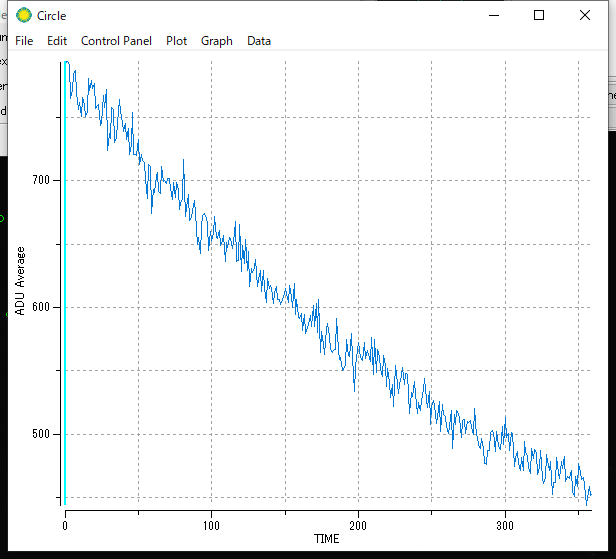 Circle
File Edit Control Panel Plot Graph Data
700
600
500
ADU Average
0 100 200 300
TIME